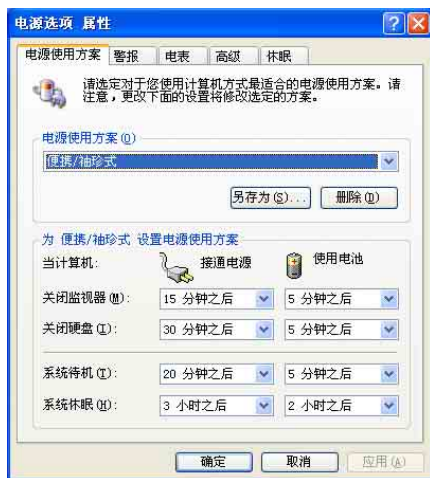 电源选项 属性
电源使用方案 警报 电表 高级 休眠
请选定对于您使用计算机方式最适合的电源使用方案。请
注意，更改下面的设置将修改选定的方案。
电源使用方案(O)
便携/袖珍式
另存为(S)... 删除(D)
为 便携/袖珍式 设置电源使用方案
当计算机: 接通电源 使用电池
关闭监视器(M): 15 分钟之后 5 分钟之后
关闭硬盘(I): 30 分钟之后 5 分钟之后
系统待机(T): 20 分钟之后 5 分钟之后
系统休眠(H): 3 小时之后 2 小时之后
确定 取消 应用(A)